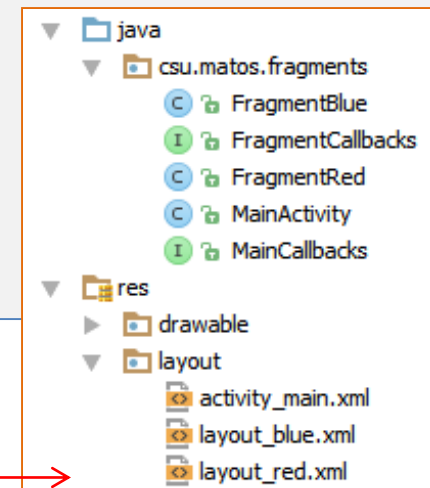 java
csu.matos.fragments
C FragmentBlue
I FragmentCallbacks
C FragmentRed
C MainActivity
I MainCallbacks
res
drawable
layout
activity_main.xml
layout_blue.xml
layout_red.xml